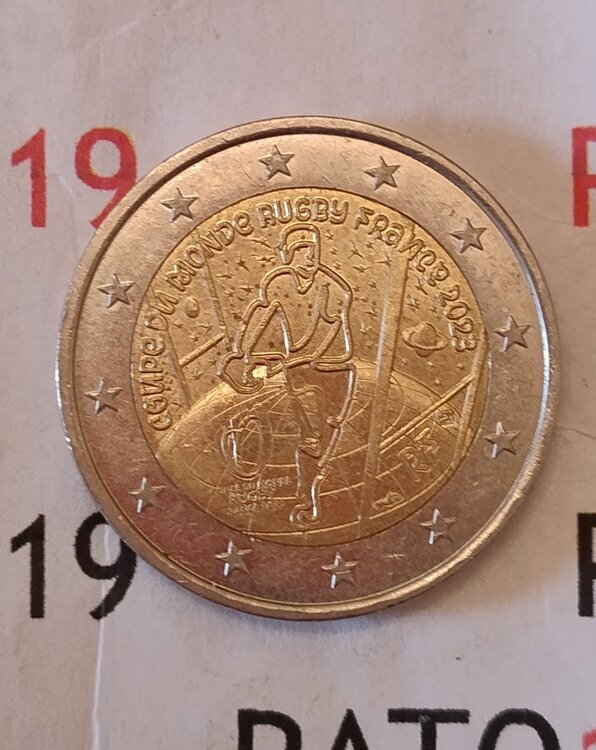 19
COUPE DU MONDE RUGBY FRANCE 2023
RF
19
PATO